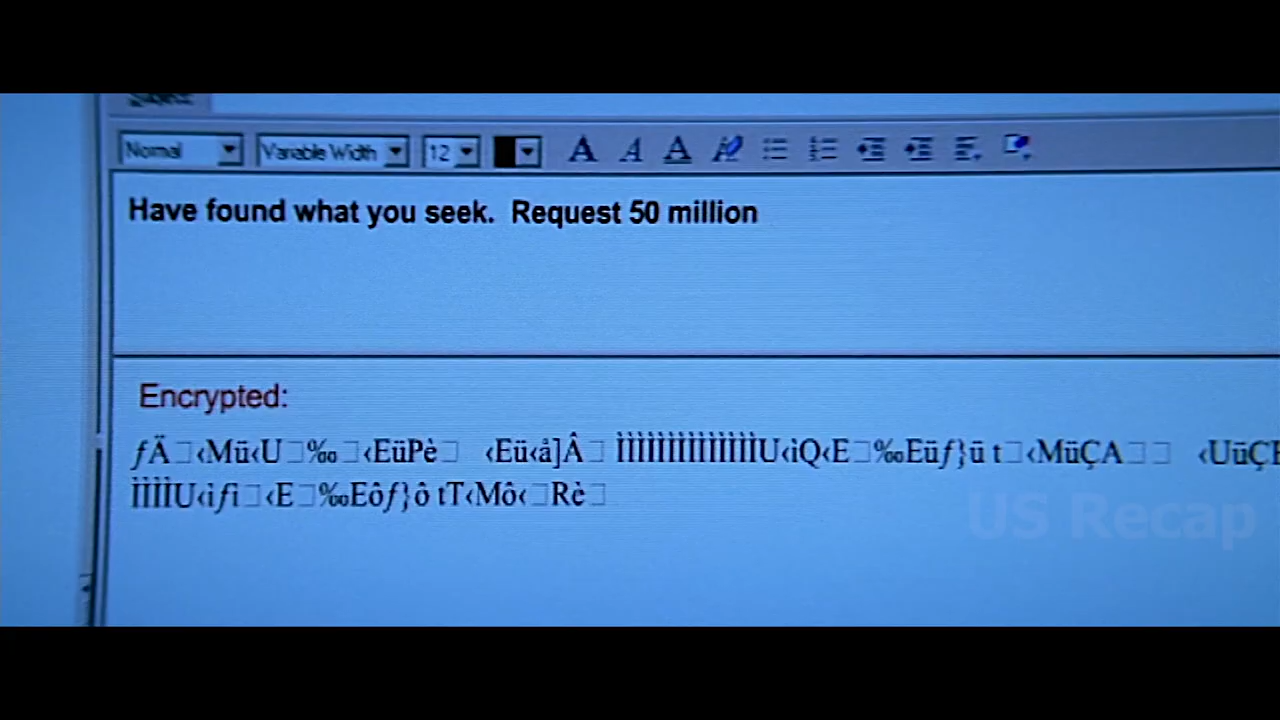 Normal Variable Width 12
Have found what you seek. Request 50 million
Encrypted:
ƒÄ□‹Mü‹U□‰□‹EüPè□ ‹Eü‹å]Â□ ÌÌÌÌÌÌÌÌÌÌÌÌÌÌU‹ìQ‹E□‰Eüƒ}ü t□‹MüÇA□□ ‹UüÇ
ÌÌÌÌU‹ìƒì□‹E□‰Eôƒ}ô tT‹Mô‹□Rè□
US Recap